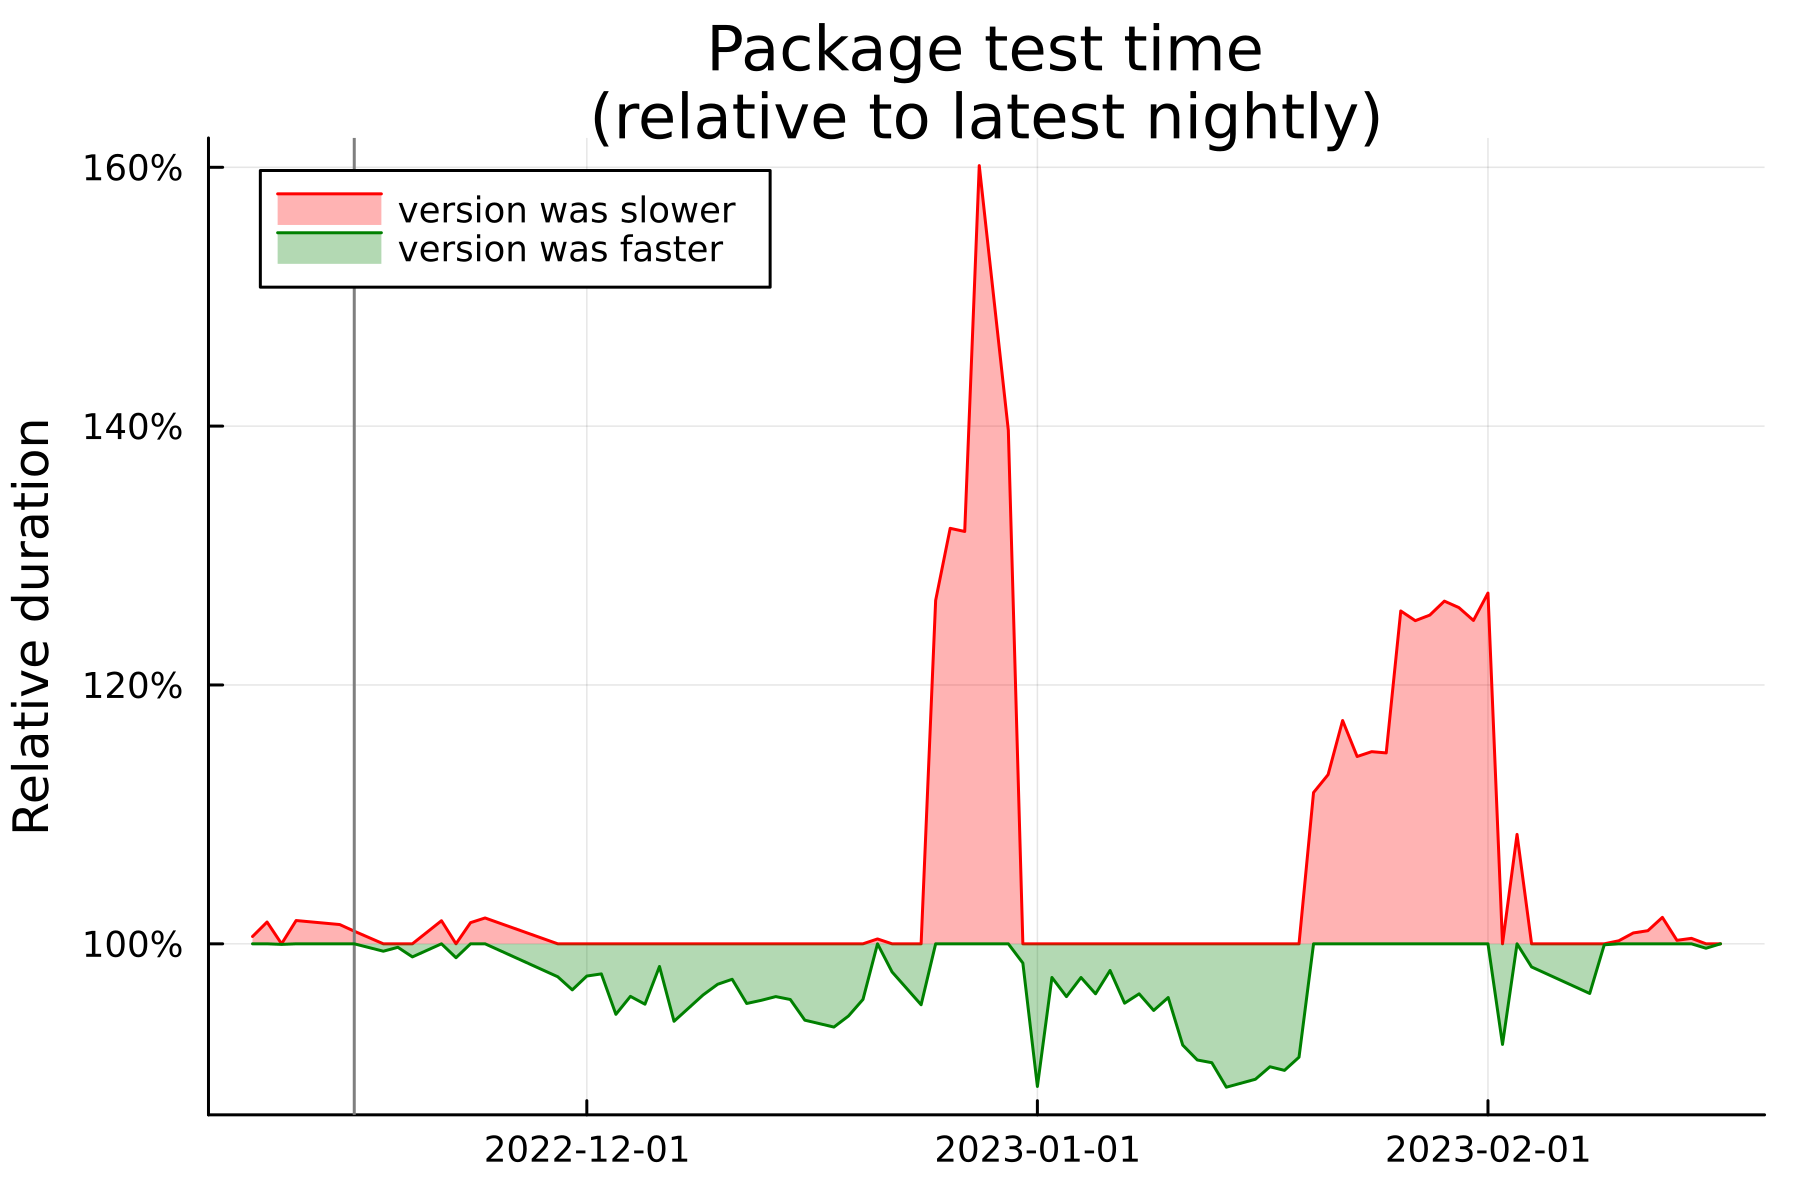 Package test time
(relative to latest nightly)
160%
version was slower
version was faster
140%
120%
100%
Relative duration
2022-12-01
2023-01-01
2023-02-01